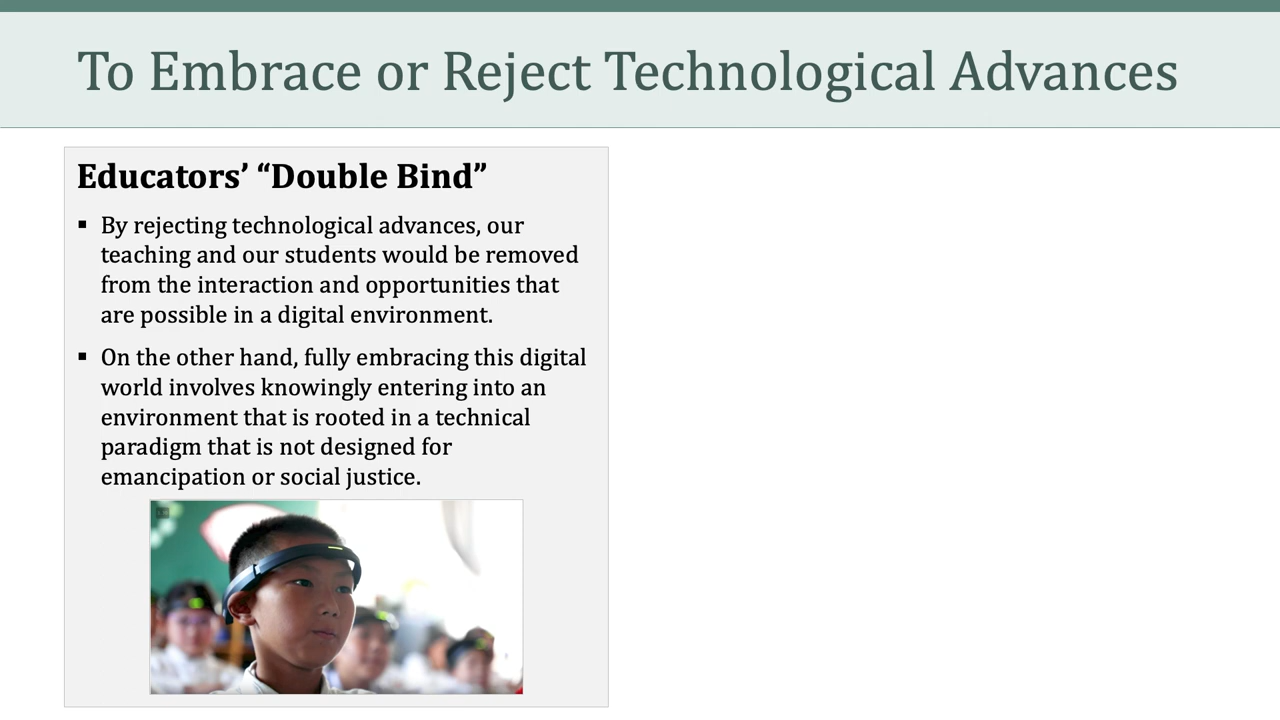 To Embrace or Reject Technological Advances
Educators’ “Double Bind”
▪ By rejecting technological advances, our
teaching and our students would be removed
from the interaction and opportunities that
are possible in a digital environment.
▪ On the other hand, fully embracing this digital
world involves knowingly entering into an
environment that is rooted in a technical
paradigm that is not designed for
emancipation or social justice.